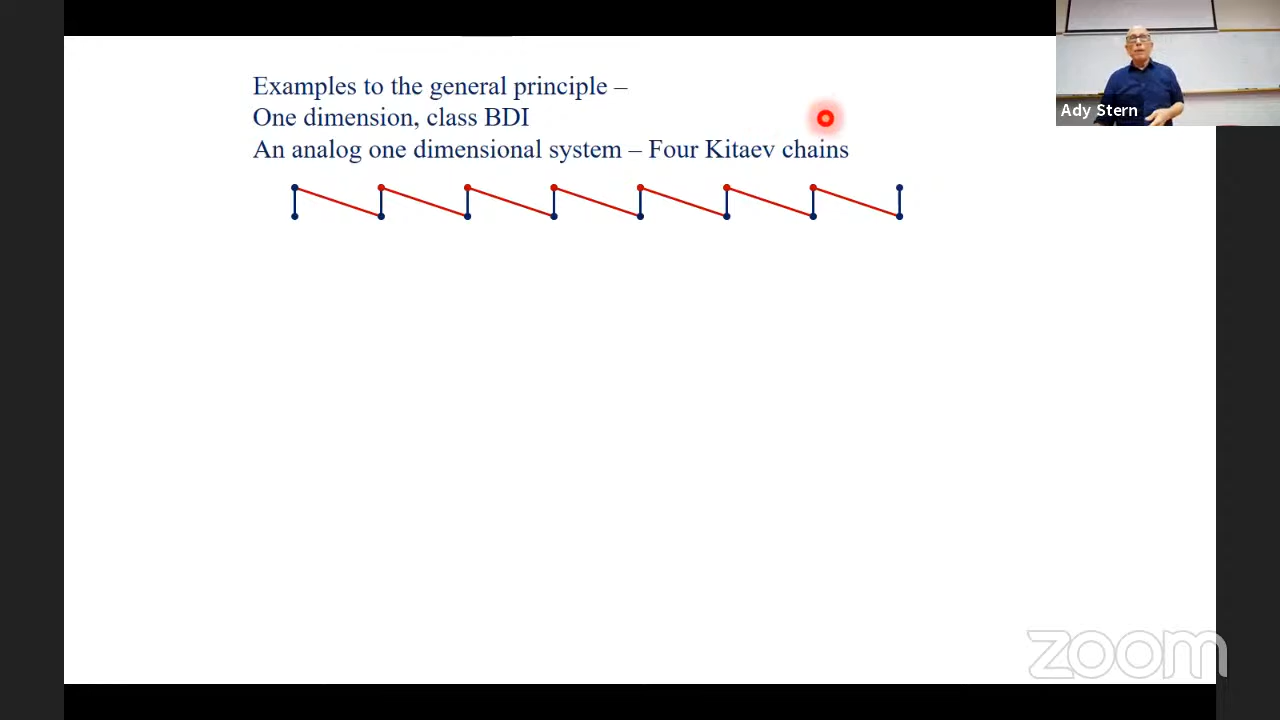 Examples to the general principle –
One dimension, class BDI
An analog one dimensional system – Four Kitaev chains
Ady Stern
zoom